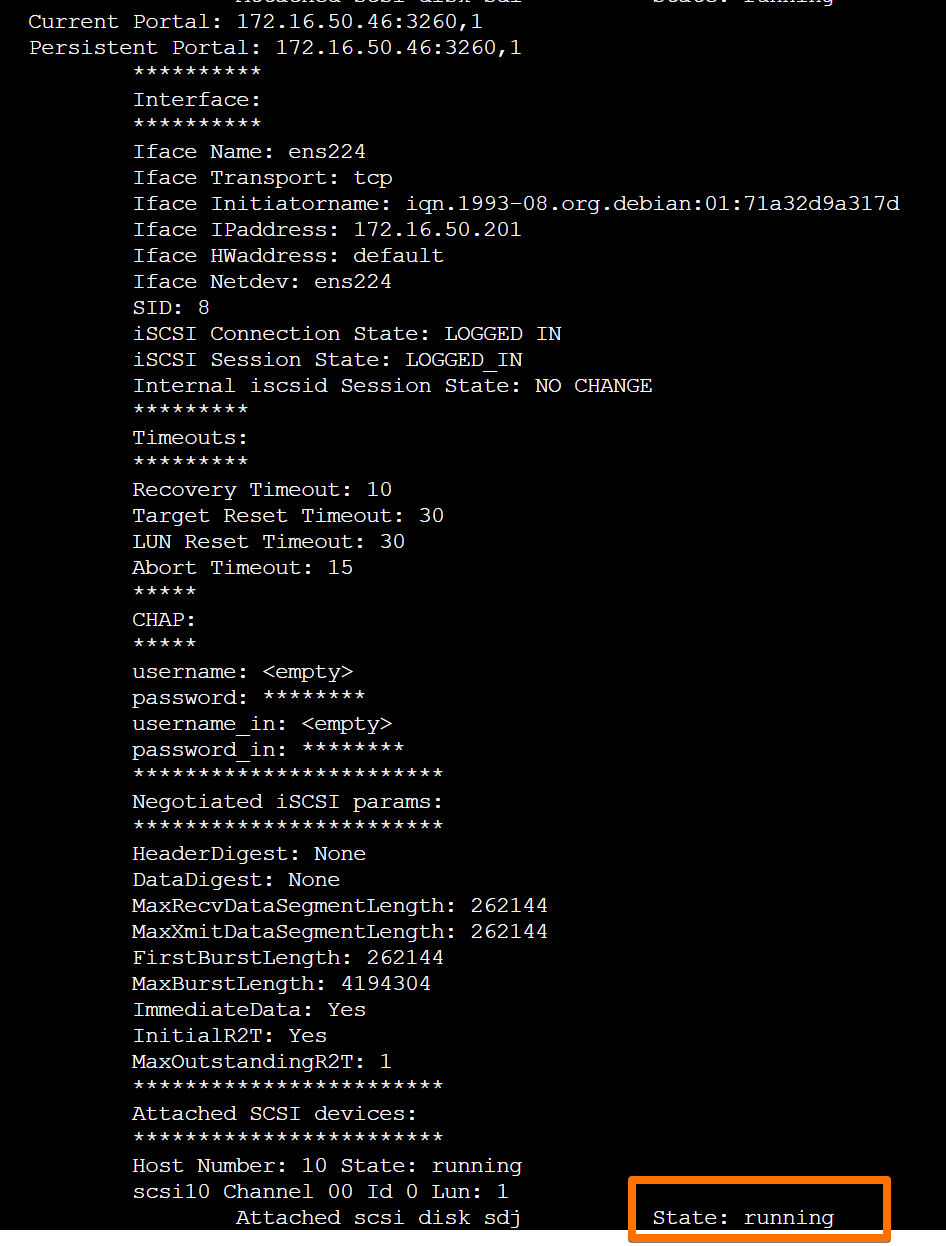 Attached scsi disk sdi State: running
Current Portal: 172.16.50.46:3260,1
Persistent Portal: 172.16.50.46:3260,1
**********
Interface:
**********
Iface Name: ens224
Iface Transport: tcp
Iface Initiatorname: iqn.1993-08.org.debian:01:71a32d9a317d
Iface IPaddress: 172.16.50.201
Iface HWaddress: default
Iface Netdev: ens224
SID: 8
iSCSI Connection State: LOGGED IN
iSCSI Session State: LOGGED_IN
Internal iscsid Session State: NO CHANGE
*********
Timeouts:
*********
Recovery Timeout: 10
Target Reset Timeout: 30
LUN Reset Timeout: 30
Abort Timeout: 15
*****
CHAP:
*****
username: <empty>
password: ********
username_in: <empty>
password_in: ********
************************
Negotiated iSCSI params:
************************
HeaderDigest: None
DataDigest: None
MaxRecvDataSegmentLength: 262144
MaxXmitDataSegmentLength: 262144
FirstBurstLength: 262144
MaxBurstLength: 4194304
ImmediateData: Yes
InitialR2T: Yes
MaxOutstandingR2T: 1
************************
Attached SCSI devices:
************************
Host Number: 10 State: running
scsi10 Channel 00 Id 0 Lun: 1
Attached scsi disk sdj State: running